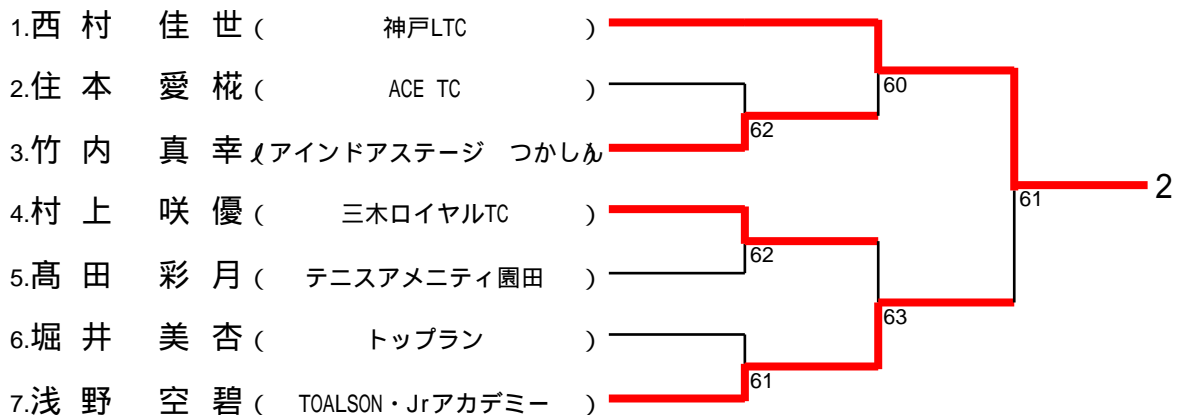 1.西村 佳世( 神戸LTC )
60
2.住本 愛椛( ACE TC )
62
3.竹内 真幸(アインドアステージ つかしん)
61 2
4.村上 咲優( 三木ロイヤルTC )
62
5.髙田 彩月( テニスアメニティ園田 )
63
6.堀井 美杏( トップラン )
61
7.浅野 空碧( TOALSON・Jrアカデミー )